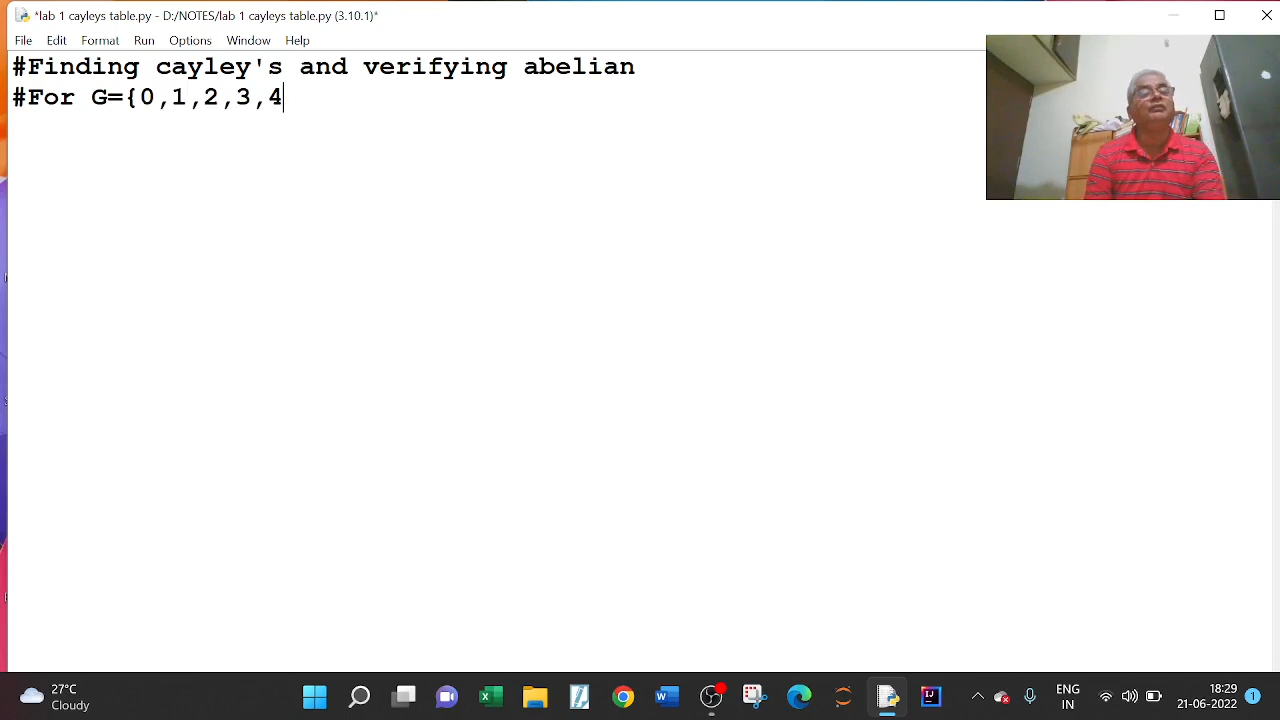 *lab 1 cayleys table.py - D:/NOTES/lab 1 cayleys table.py (3.10.1)*
File Edit Format Run Options Window Help
#Finding cayley's and verifying abelian
#For G={0,1,2,3,4
27°C
Cloudy
ENG
IN
18:29
21-06-2022
1